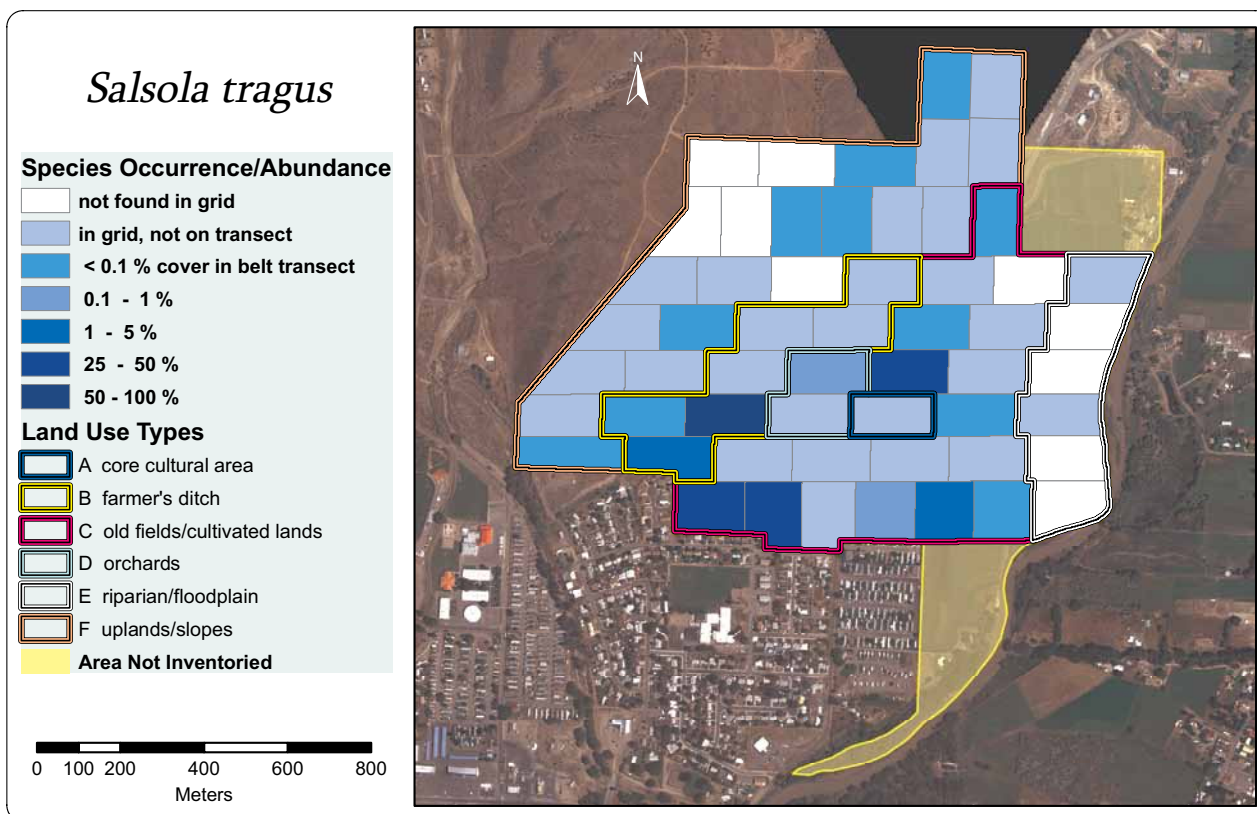 Salsola tragus
Species Occurrence/Abundance
not found in grid
in grid, not on transect
< 0.1 % cover in belt transect
0.1 - 1 %
1 - 5 %
25 - 50 %
50 - 100 %
Land Use Types
A core cultural area
B farmer's ditch
C old fields/cultivated lands
D orchards
E riparian/floodplain
F uplands/slopes
Area Not Inventoried
0 100 200 400 600 800
Meters
N